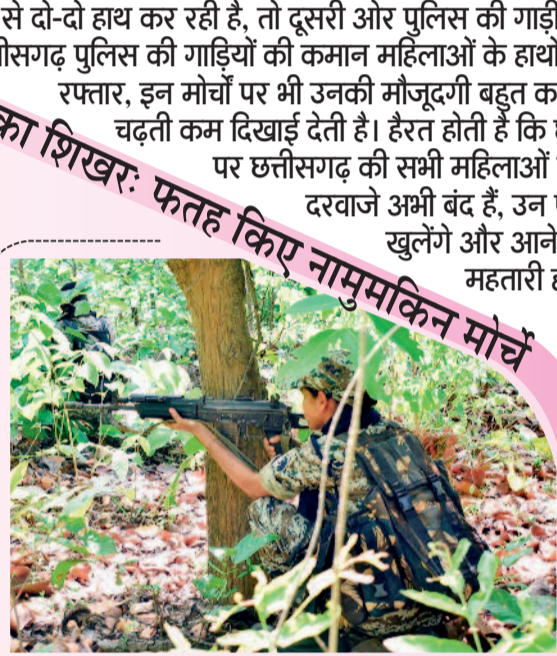 से दो-दो हाथ कर रही है, तो दूसरी ओर पुलिस की गाड़ी
त्तीसगढ़ पुलिस की गाड़ियों की कमान महिलाओं के हाथों
रफ्तार, इन मोर्चों पर भी उनकी मौजूदगी बहुत क
चढ़ती कम दिखाई देती है। हैरत होती है कि
पर छत्तीसगढ़ की सभी महिलाओं
दरवाजे अभी बंद हैं, उन
खुलेंगे और आने
महतारी
का शिखरः फतह किए नामुमकिन मोर्चे